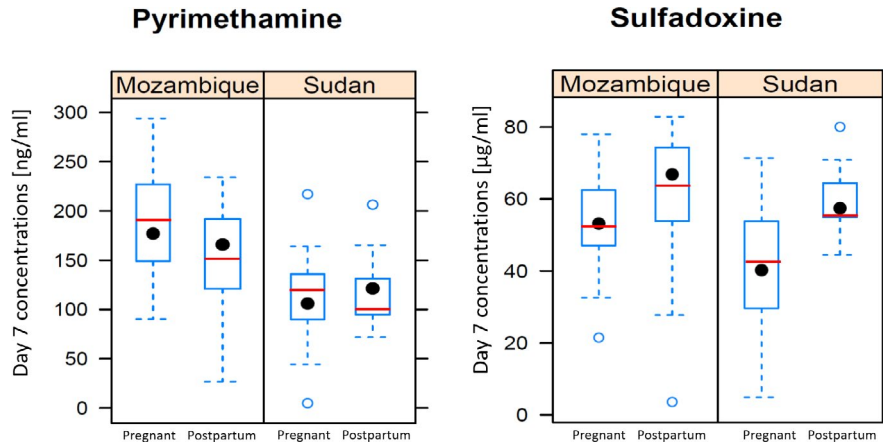 Pyrimethamine
Mozambique Sudan
Day 7 concentrations [ng/ml]
300
250
200
150
100
50
0
Pregnant Postpartum Pregnant Postpartum
Sulfadoxine
Mozambique Sudan
Day 7 concentrations [µg/ml]
80
60
40
20
0
Pregnant Postpartum Pregnant Postpartum